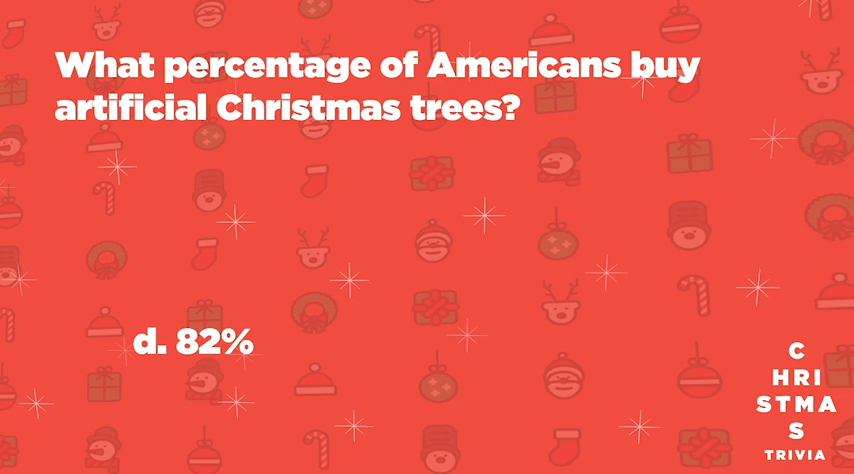 What percentage of Americans buy
artificial Christmas trees?
d. 82%
C
HRI
STMA
S
TRIVIA